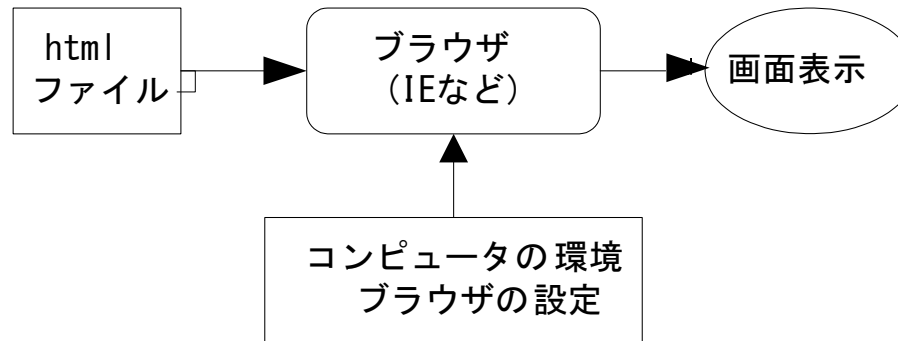 html
ファイル
ブラウザ
（IEなど）
画面表示
コンピュータの環境
ブラウザの設定